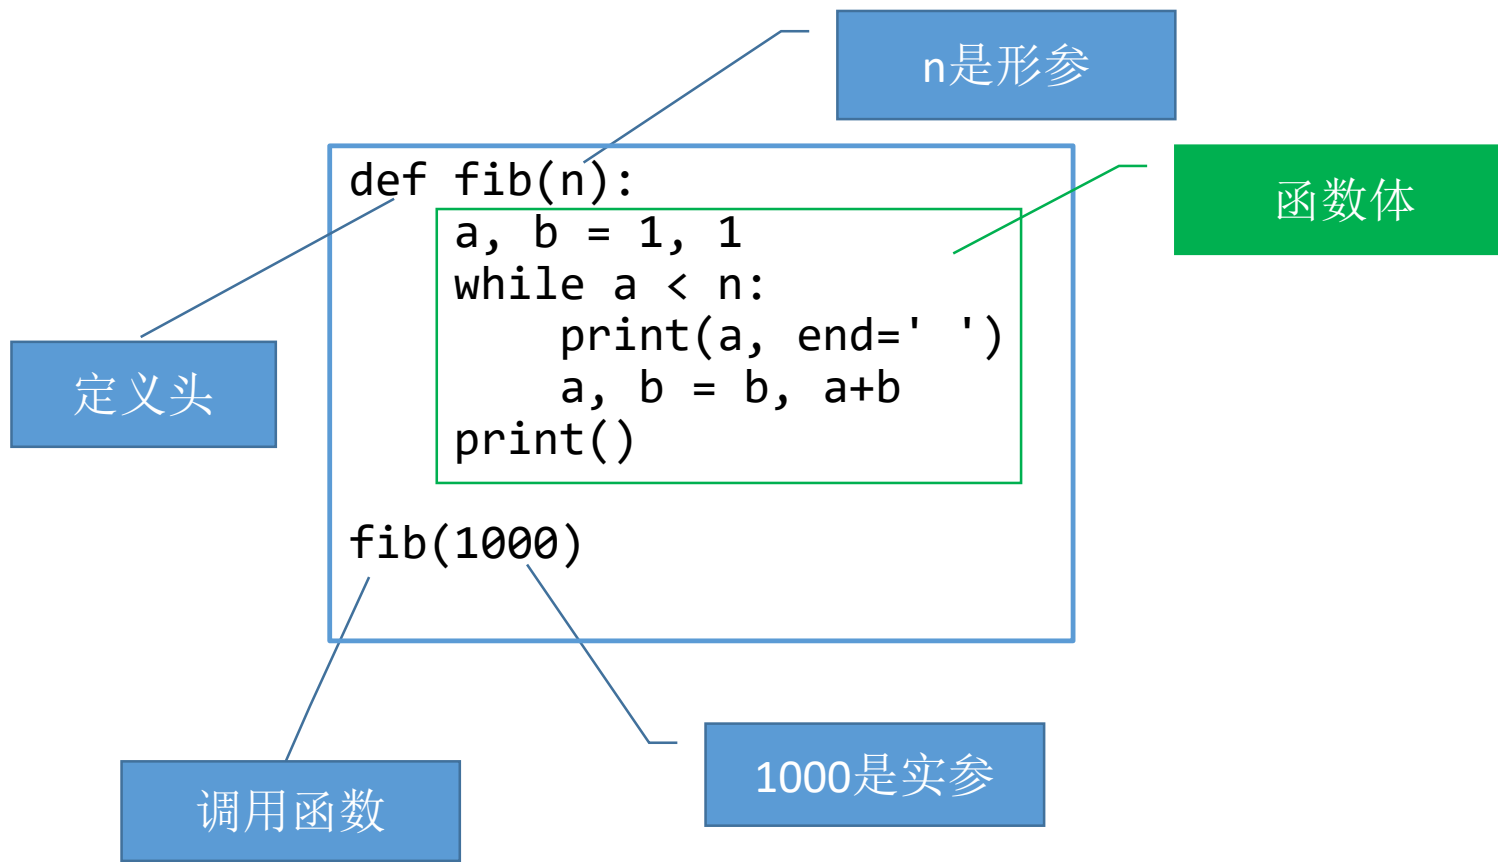 n是形参
def fib(n):
函数体
    a, b = 1, 1
    while a < n:
        print(a, end=' ')
定义头
        a, b = b, a+b
    print()
fib(1000)
1000是实参
调用函数